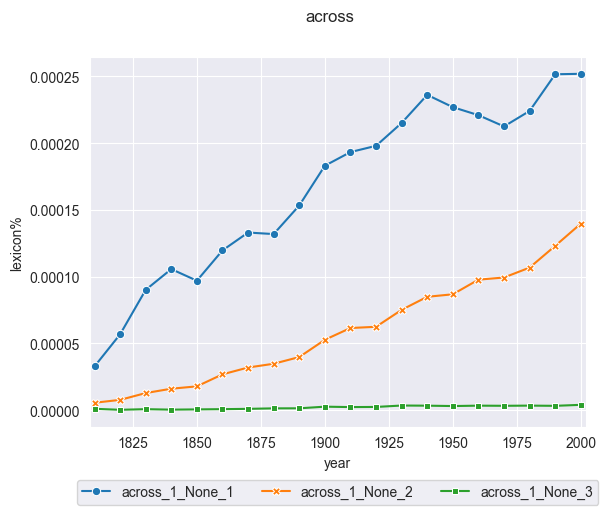 across
0.00025
0.00020
0.00015
0.00010
0.00005
0.00000
lexicon%
1825 1850 1875 1900 1925 1950 1975 2000
year
across_1_None_1 across_1_None_2 across_1_None_3